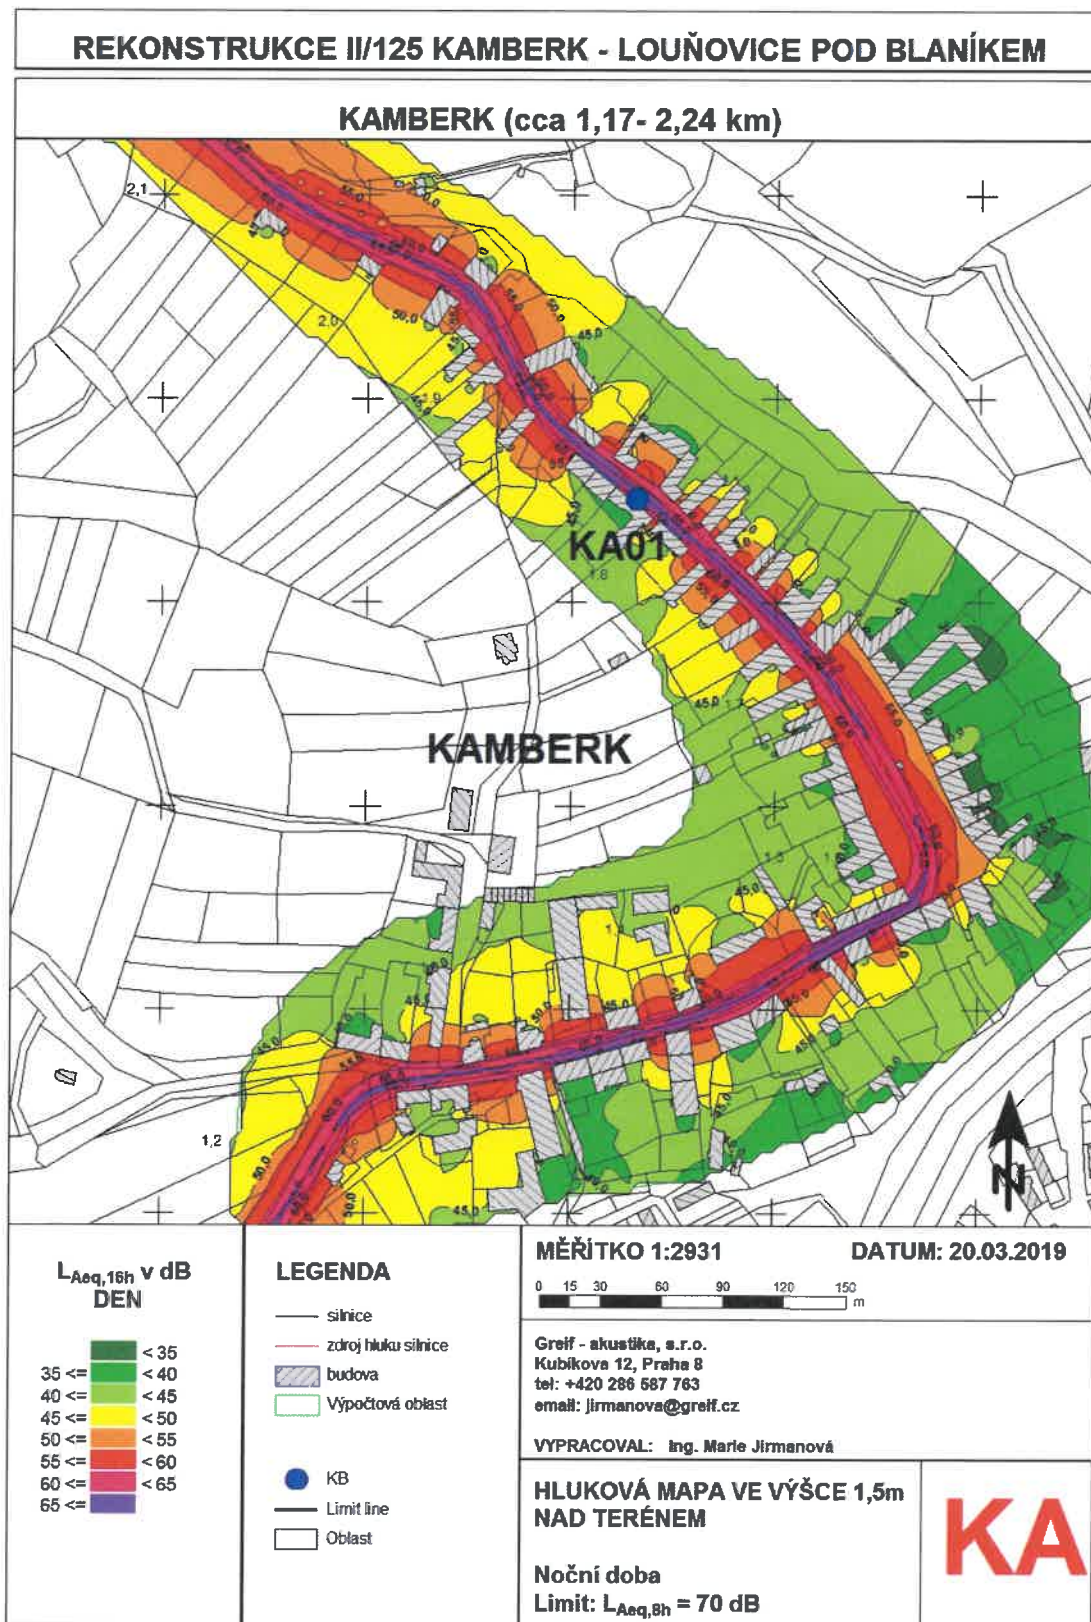 REKONSTRUKCE II/125 KAMBERK - LOUŇOVICE POD BLANÍKEM
KAMBERK (cca 1,17- 2,24 km)
2,1
2,0
1,9
KA01
1,8
KAMBERK
1,2
45,0
50,0
55,0
60,0
L Aeq,16h v dB
DEN
< 35
35 <= < 40
40 <= < 45
45 <= < 50
50 <= < 55
55 <= < 60
60 <= < 65
65 <=
LEGENDA
silnice
zdroj hluku silnice
budova
Výpočtová oblast
KB
Limit line
Oblast
MĚŘÍTKO 1:2931
DATUM: 20.03.2019
0 15 30 60 90 120 150
m
Greif - akustika, s.r.o.
Kubíkova 12, Praha 8
tel: +420 286 587 763
email: jirmanova@greif.cz
VYPRACOVAL: Ing. Marie Jirmanová
HLUKOVÁ MAPA VE VÝŠCE 1,5m
NAD TERÉNEM
Noční doba
Limit: L Aeq,8h = 70 dB
KA
N